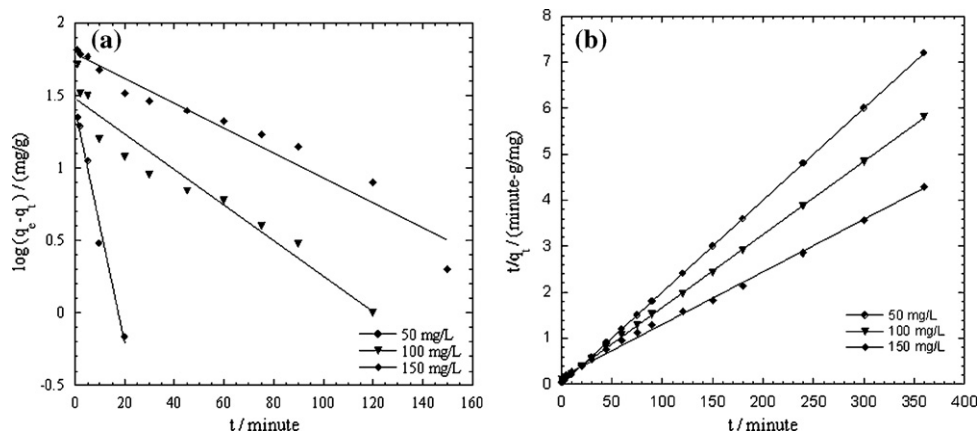 (a)
log(qe-qt) / (mg/g)
2
1.5
1
0.5
0
-0.5
0 20 40 60 80 100 120 140 160
t / minute
50 mg/L
100 mg/L
150 mg/L
(b)
t/qt / (minute-g/mg)
8
7
6
5
4
3
2
1
0
0 50 100 150 200 250 300 350 400
t / minute
50 mg/L
100 mg/L
150 mg/L